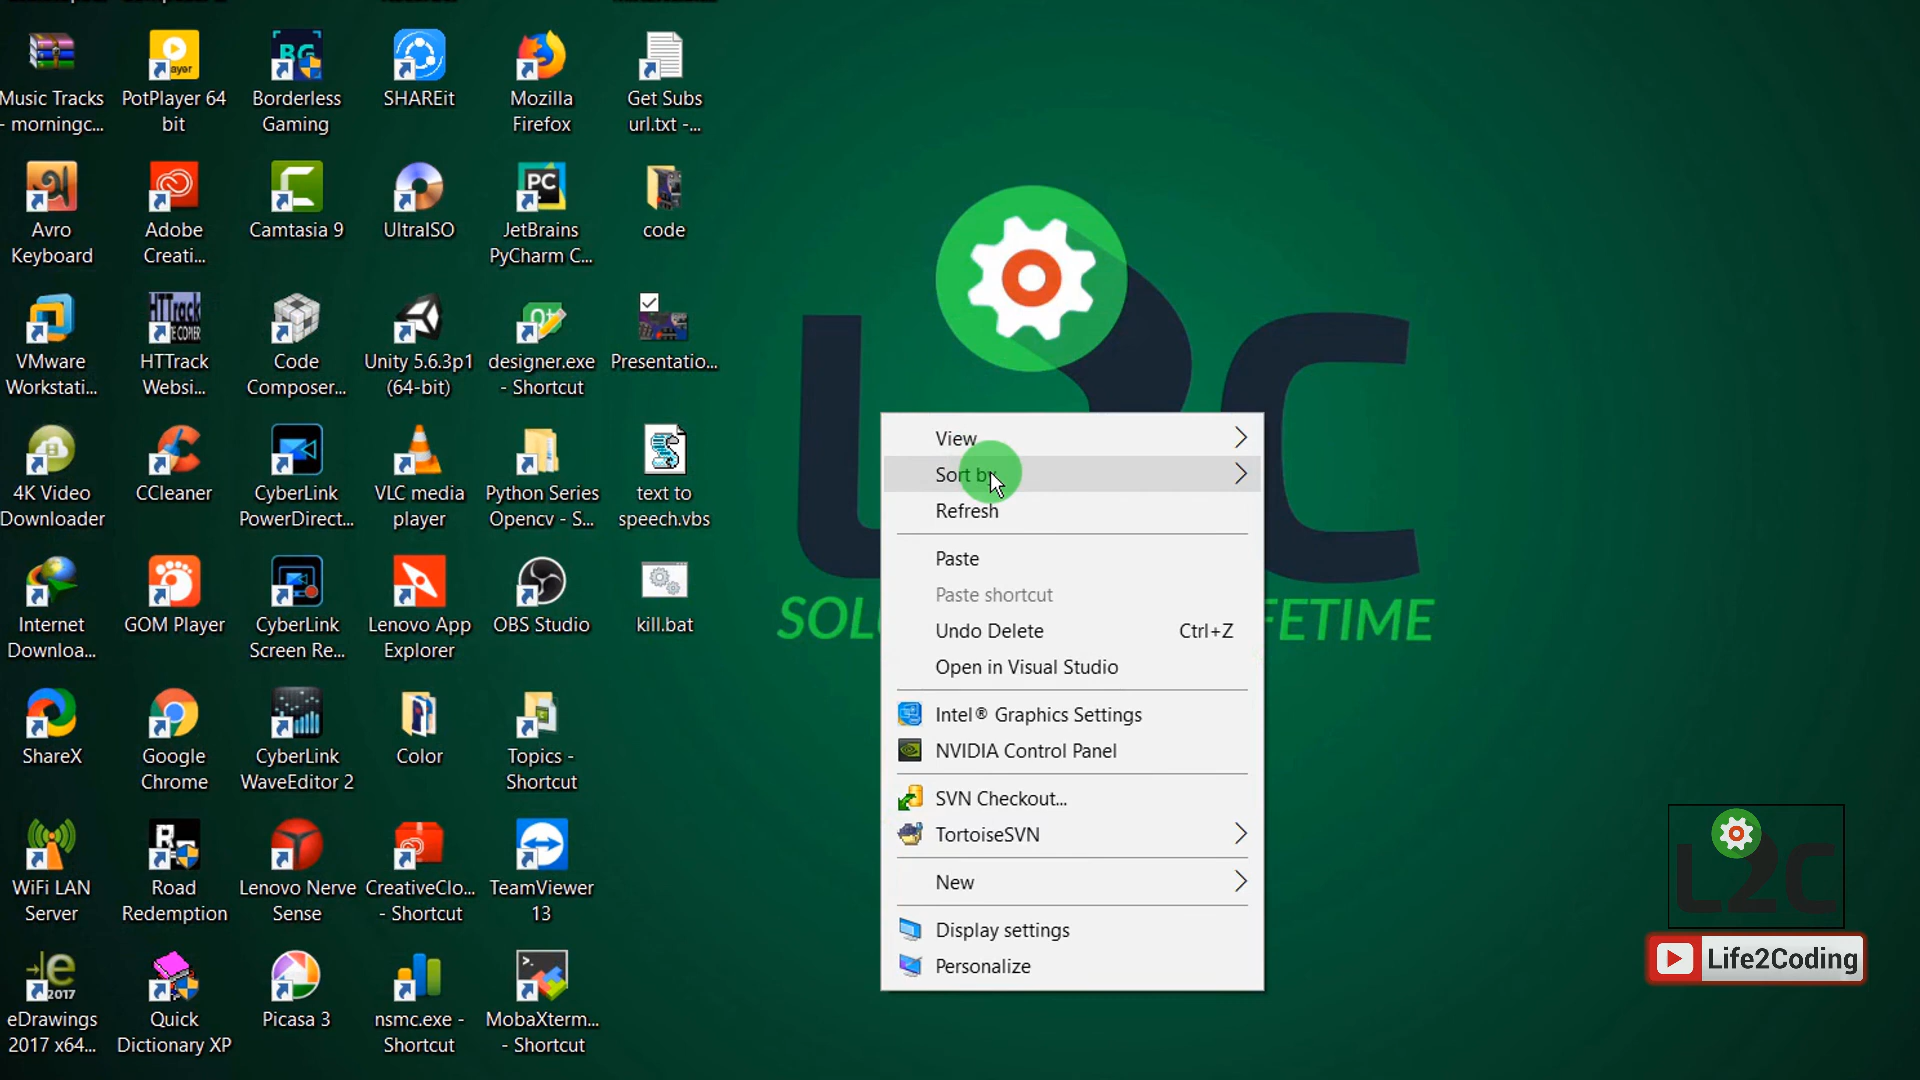 Music Tracks
- morningc...
PotPlayer 64
bit
Borderless
Gaming
SHAREit
Mozilla
Firefox
Get Subs
url.txt -...
Avro
Keyboard
Adobe
Creati...
Camtasia 9
UltraISO
JetBrains
PyCharm C...
code
VMware
Workstati...
HTTrack
Websi...
Code
Composer...
Unity 5.6.3p1
(64-bit)
designer.exe
- Shortcut
Presentatio...
4K Video
Downloader
CCleaner
CyberLink
PowerDirect...
VLC media
player
Python Series
Opencv - S...
text to
speech.vbs
Internet
Downloa...
GOM Player
CyberLink
Screen Re...
Lenovo App
Explorer
OBS Studio
kill.bat
ShareX
Google
Chrome
CyberLink
WaveEditor 2
Color
Topics -
Shortcut
WiFi LAN
Server
Road
Redemption
Lenovo Nerve
Sense
CreativeClo...
- Shortcut
TeamViewer
13
eDrawings
2017 x64...
Quick
Dictionary XP
Picasa 3
nsmc.exe -
Shortcut
MobaXterm...
- Shortcut
View
Sort by
Refresh
Paste
Paste shortcut
Undo Delete Ctrl+Z
Open in Visual Studio
Intel® Graphics Settings
NVIDIA Control Panel
SVN Checkout...
TortoiseSVN
New
Display settings
Personalize
L2C
Life2Coding